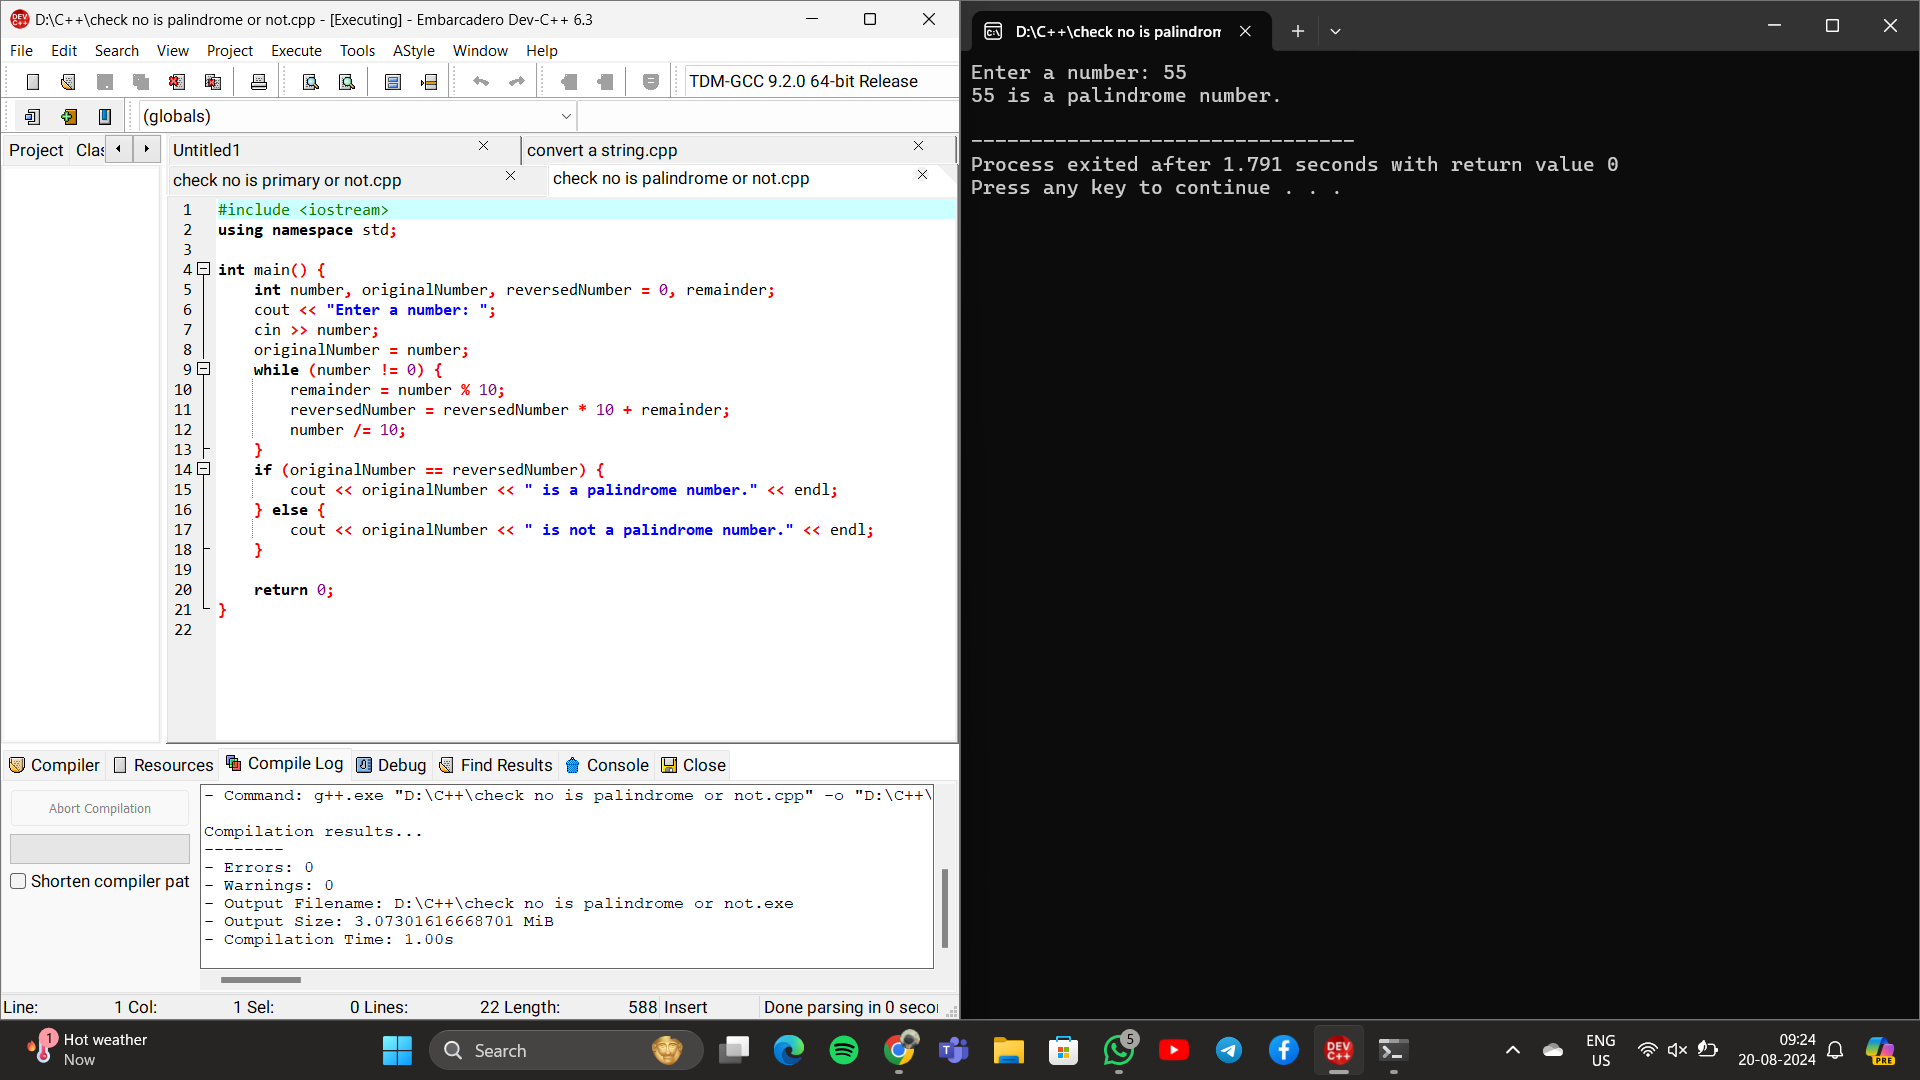 D:\C++\check no is palindrome or not.cpp - [Executing] - Embarcadero Dev-C++ 6.3
File Edit Search View Project Execute Tools AStyle Window Help
TDM-GCC 9.2.0 64-bit Release
(globals)
Project Clas
Untitled1
convert a string.cpp
check no is primary or not.cpp
check no is palindrome or not.cpp
1 #include <iostream>
2 using namespace std;
3
4 int main() {
5 int number, originalNumber, reversedNumber = 0, remainder;
6 cout << "Enter a number: ";
7 cin >> number;
8 originalNumber = number;
9 while (number != 0) {
10 remainder = number % 10;
11 reversedNumber = reversedNumber * 10 + remainder;
12 number /= 10;
13 }
14 if (originalNumber == reversedNumber) {
15 cout << originalNumber << " is a palindrome number." << endl;
16 } else {
17 cout << originalNumber << " is not a palindrome number." << endl;
18 }
19
20 return 0;
21 }
22
Compiler Resources Compile Log Debug Find Results Console Close
Abort Compilation
Shorten compiler pat
- Command: g++.exe "D:\C++\check no is palindrome or not.cpp" -o "D:\C++\
Compilation results...
--------
- Errors: 0
- Warnings: 0
- Output Filename: D:\C++\check no is palindrome or not.exe
- Output Size: 3.07301616668701 MiB
- Compilation Time: 1.00s
Line: 1 Col: 1 Sel: 0 Lines: 22 Length: 588 Insert Done parsing in 0 seco
D:\C++\check no is palindrom
Enter a number: 55
55 is a palindrome number.
--------------------------------
Process exited after 1.791 seconds with return value 0
Press any key to continue . . .
1
Hot weather
Now
Search
5
DEV
C++
ENG
US
09:24
20-08-2024
PRE